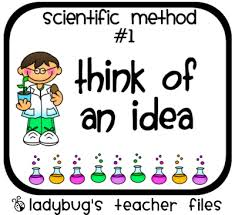 scientific method
#1
think of
an idea
ladybug's teacher files